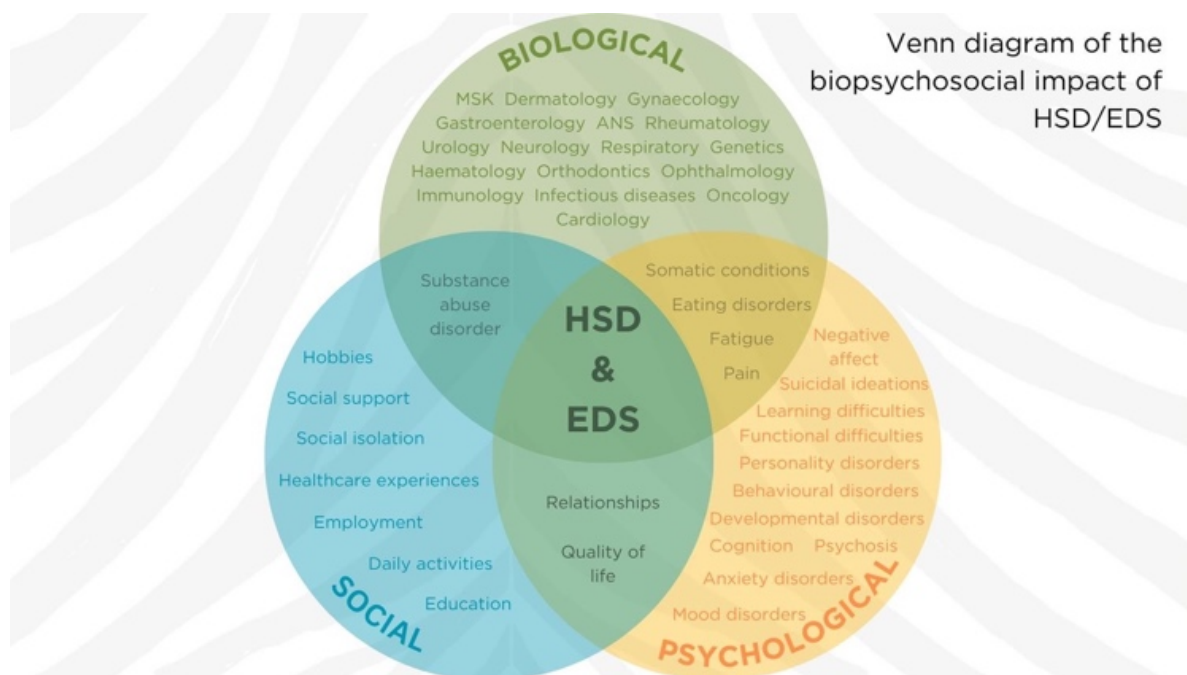 Venn diagram of the
biopsychosocial impact of
HSD/EDS
BIOLOGICAL
MSK Dermatology Gynaecology
Gastroenterology ANS Rheumatology
Urology Neurology Respiratory Genetics
Haematology Orthodontics Ophthalmology
Immunology Infectious diseases Oncology
Cardiology
Substance
abuse
disorder
HSD
&
EDS
Somatic conditions
Eating disorders
Fatigue
Pain
Hobbies
Social support
Social isolation
Healthcare experiences
Employment
Daily activities
Education
SOCIAL
Relationships
Quality of
life
Negative
affect
Suicidal ideations
Learning difficulties
Functional difficulties
Personality disorders
Behavioural disorders
Developmental disorders
Cognition Psychosis
Anxiety disorders
Mood disorders
PSYCHOLOGICAL